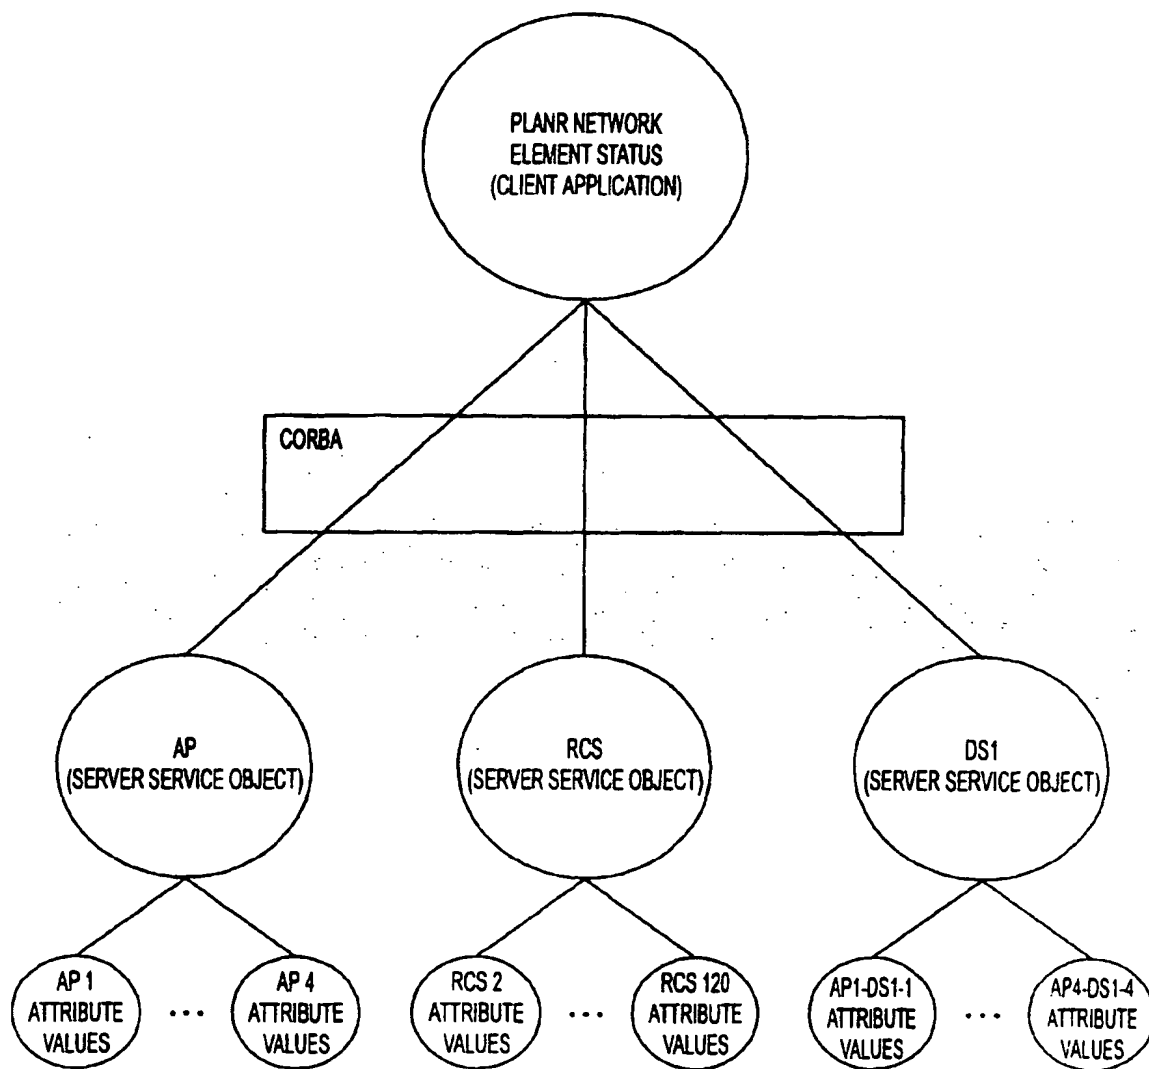 PLANR NETWORK
ELEMENT STATUS
(CLIENT APPLICATION)
CORBA
AP
(SERVER SERVICE OBJECT)
RCS
(SERVER SERVICE OBJECT)
DS1
(SERVER SERVICE OBJECT)
AP 1
ATTRIBUTE
VALUES
...
AP 4
ATTRIBUTE
VALUES
RCS 2
ATTRIBUTE
VALUES
...
RCS 120
ATTRIBUTE
VALUES
AP1-DS1-1
ATTRIBUTE
VALUES
...
AP4-DS1-4
ATTRIBUTE
VALUES